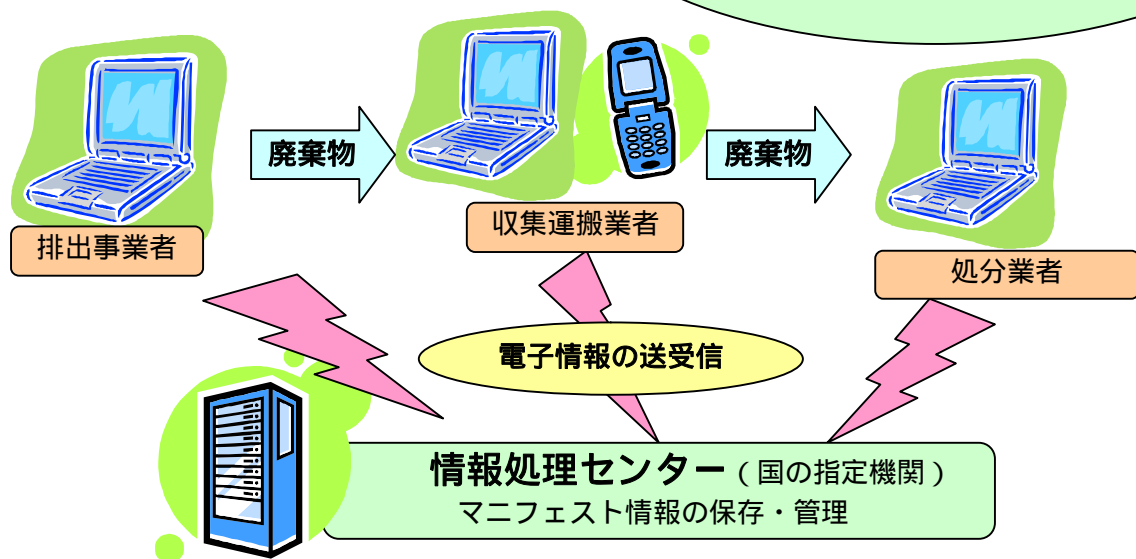 廃棄物
廃棄物
排出事業者
収集運搬業者
処分業者
電子情報の送受信
情報処理センター（国の指定機関）
マニフェスト情報の保存・管理